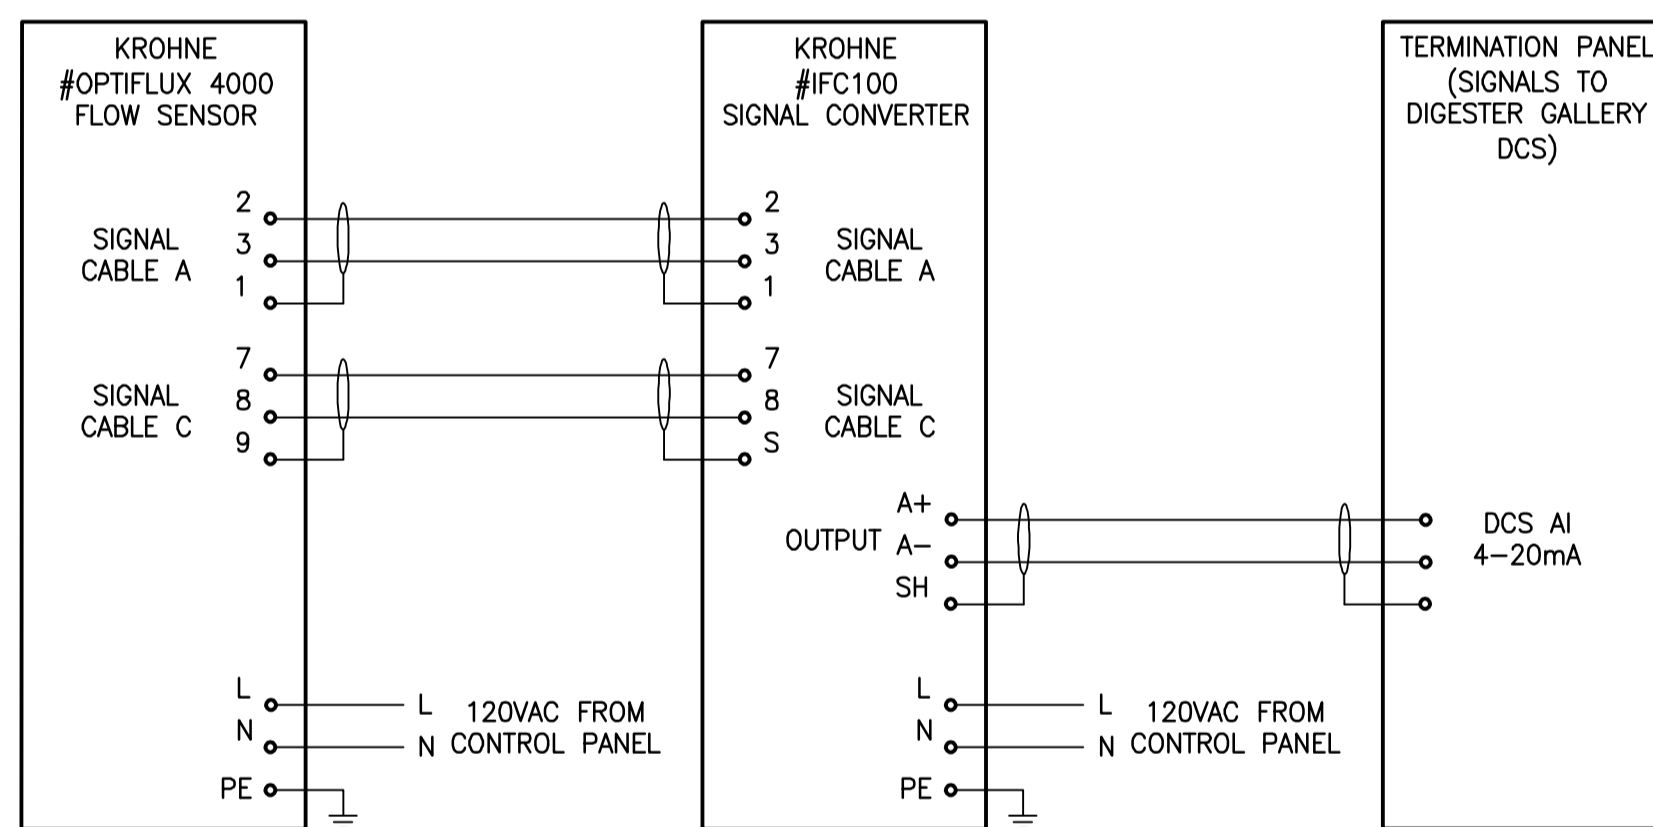 KROHNE
#OPTIFLUX 4000
FLOW SENSOR
2
3
1
SIGNAL
CABLE A
7
8
9
SIGNAL
CABLE C
L
N
PE
L
N
120VAC FROM
CONTROL PANEL
KROHNE
#IFC100
SIGNAL CONVERTER
2
3
1
SIGNAL
CABLE A
7
8
S
SIGNAL
CABLE C
OUTPUT
A+
A-
SH
L
N
PE
L
N
120VAC FROM
CONTROL PANEL
TERMINATION PANEL
(SIGNALS TO
DIGESTER GALLERY
DCS)
DCS AI
4-20mA